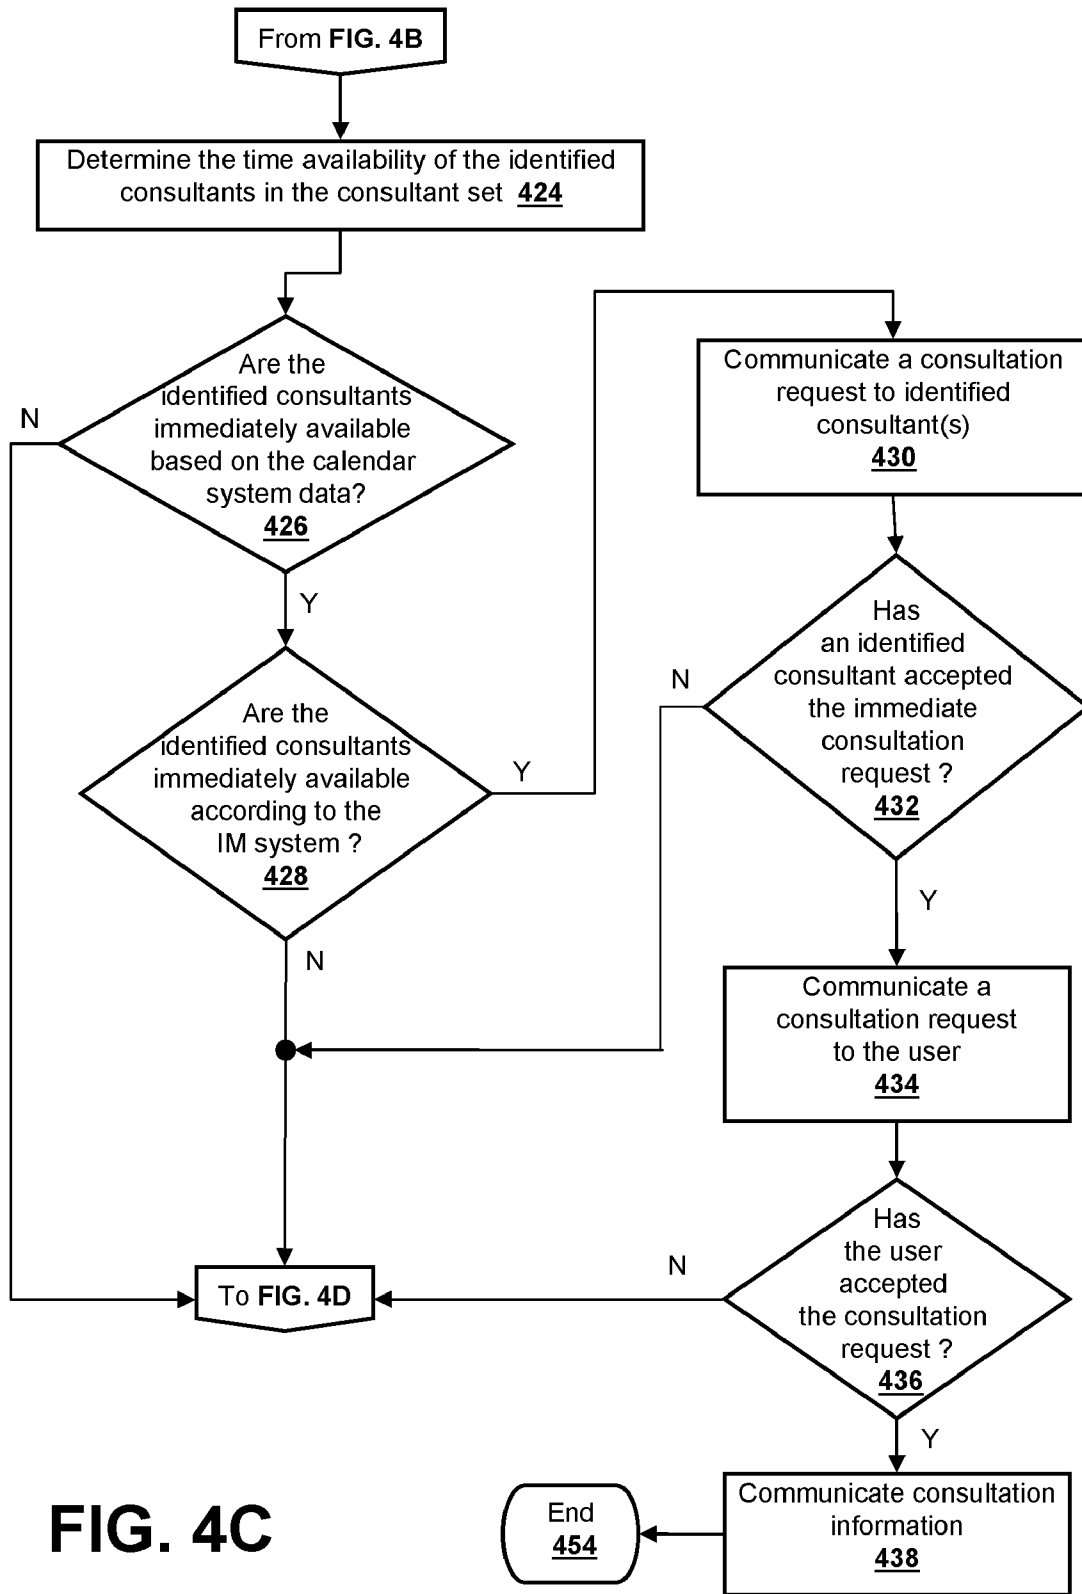 From FIG. 4B
Determine the time availability of the identified
consultants in the consultant set 424
Are the
identified consultants
immediately available
based on the calendar
system data?
426
N
Y
Are the
identified consultants
immediately available
according to the
IM system ?
428
Y
N
Communicate a consultation
request to identified
consultant(s)
430
Has
an identified
consultant accepted
the immediate
consultation
request ?
432
N
Y
Communicate a
consultation request
to the user
434
Has
the user
accepted
the consultation
request ?
436
N
Y
To FIG. 4D
Communicate consultation
information
438
End
454
FIG. 4C